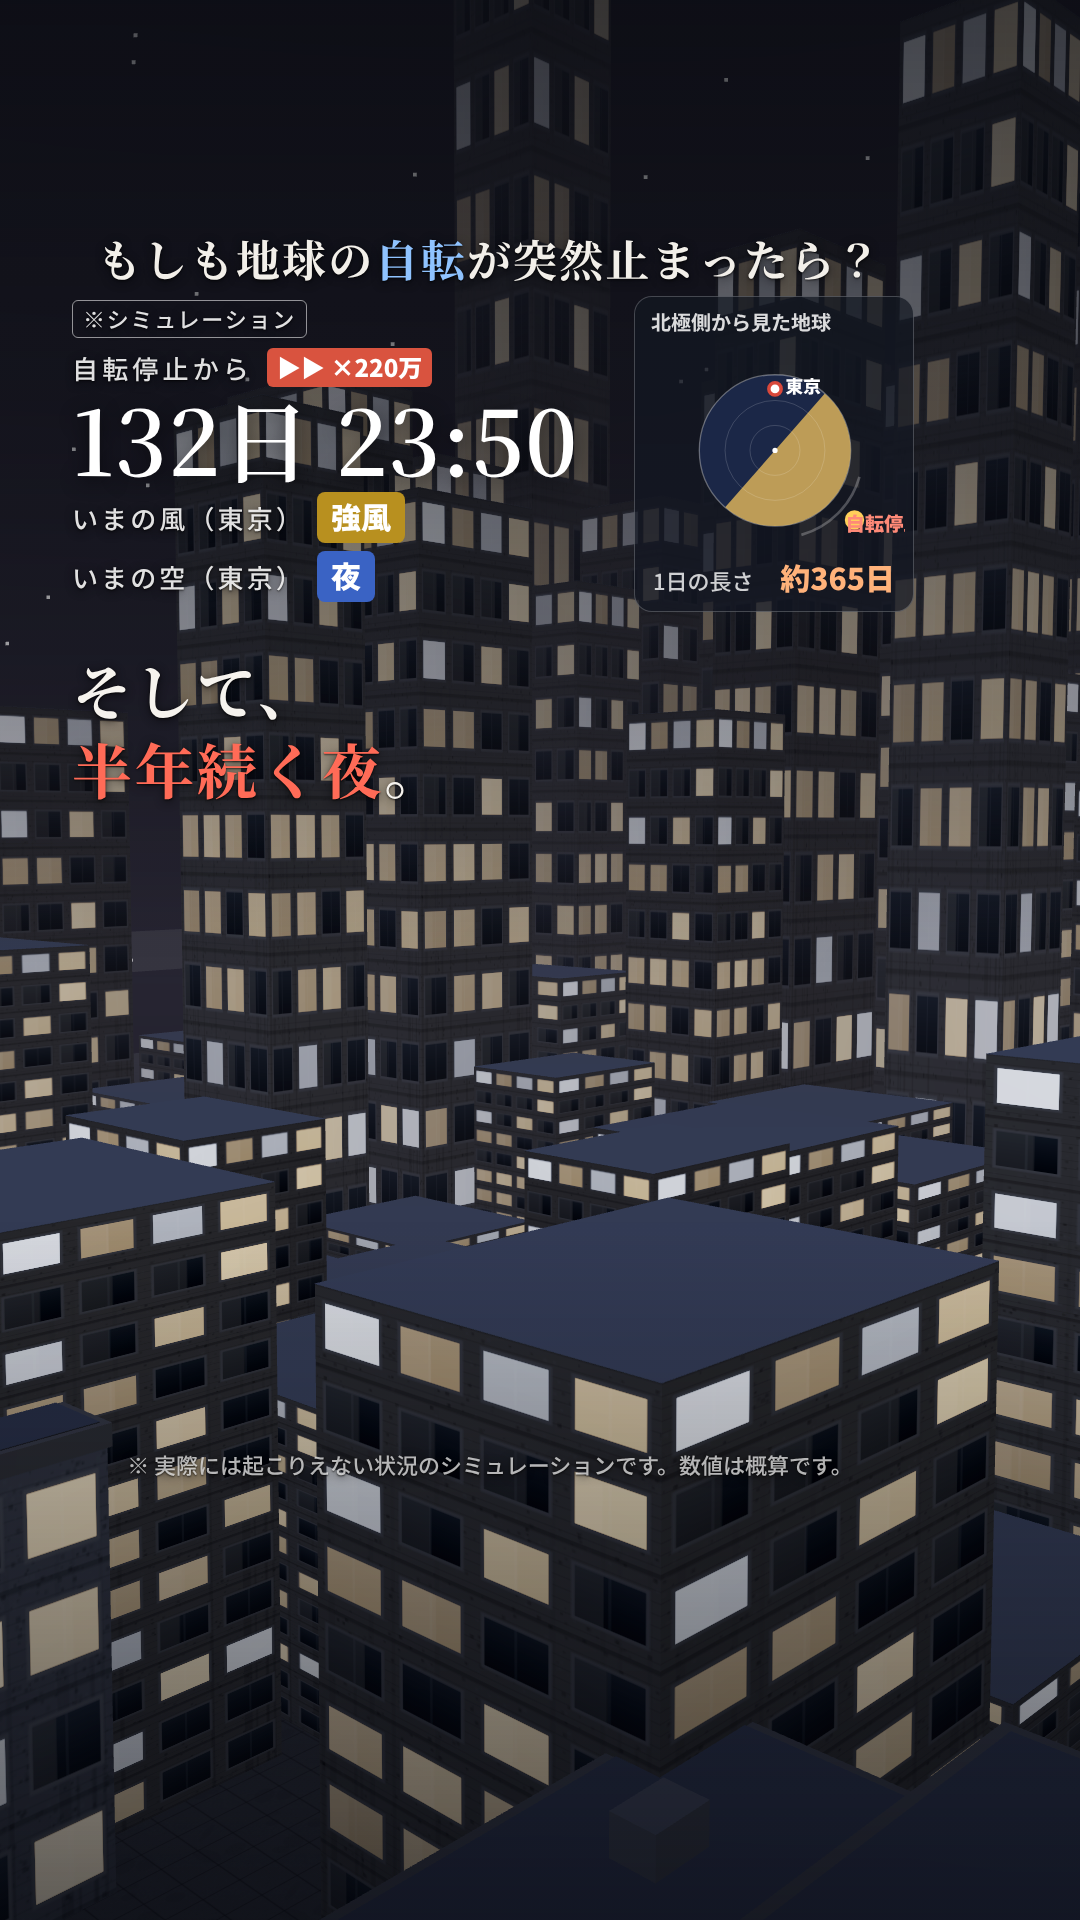 もしも地球の自転が突然止まったら？
※シミュレーション
自転停止から ▶▶ ×220万
132日 23:50
いまの風（東京） 強風
いまの空（東京） 夜
北極側から見た地球
東京
自転停
1日の長さ 約365日
そして、
半年続く夜。
※ 実際には起こりえない状況のシミュレーションです。数値は概算です。